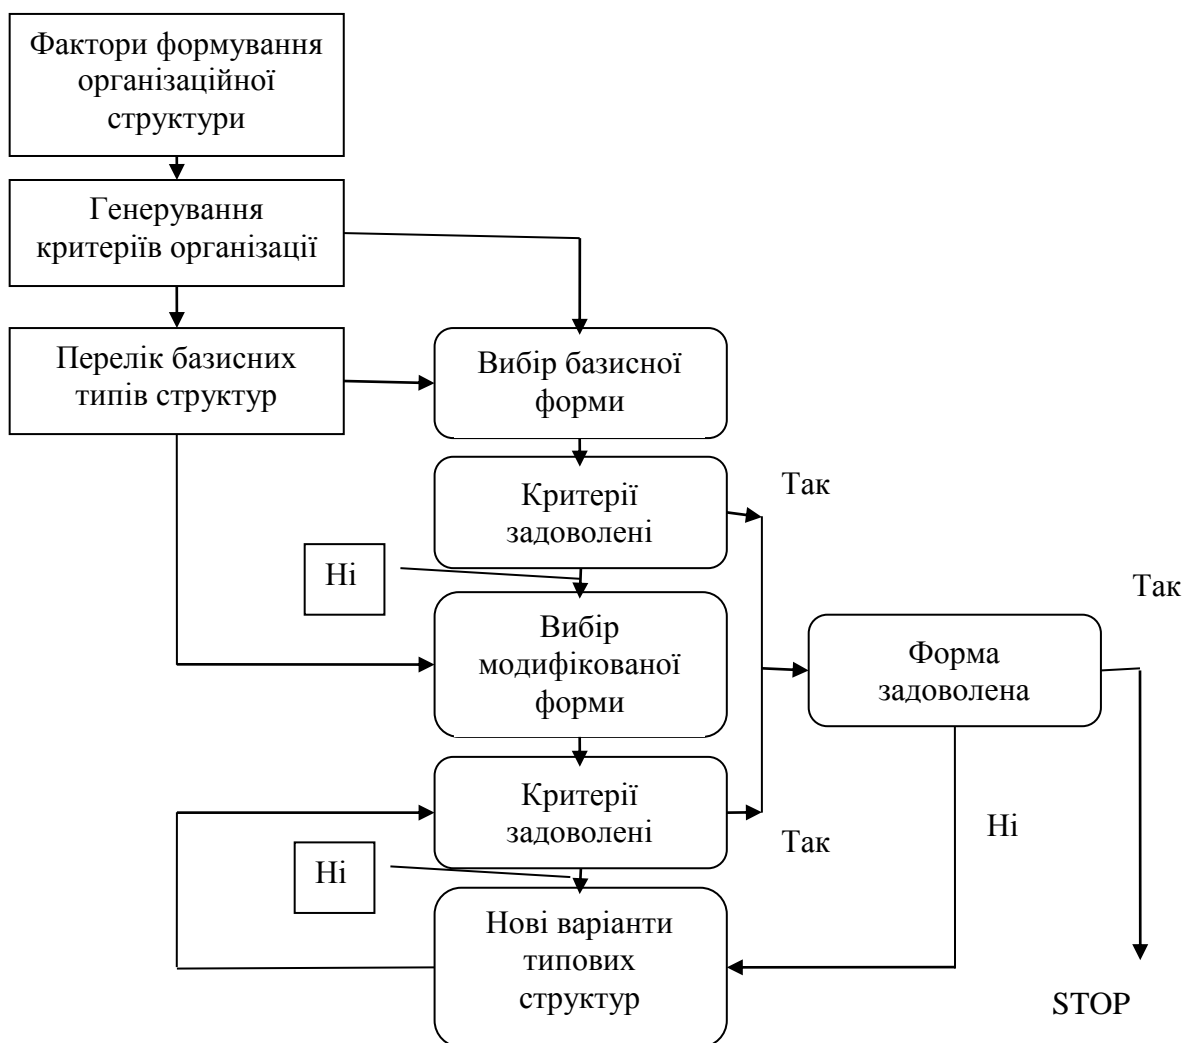 Фактори формування
організаційної
структури
Генерування
критеріїв організації
Перелік базисних
типів структур
Вибір базисної
форми
Критерії
задоволені
Так
Ні
Вибір
модифікованої
форми
Форма
задоволена
Так
Критерії
задоволені
Так
Ні
Ні
Нові варіанти
типових
структур
STOP